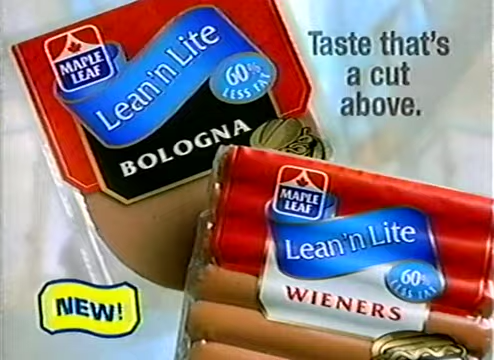 Taste that's
a cut
above.
MAPLE
LEAF
Lean'n Lite
60%
LESS FAT
BOLOGNA
MAPLE
LEAF
Lean'n Lite
60%
LESS FAT
WIENERS
NEW!